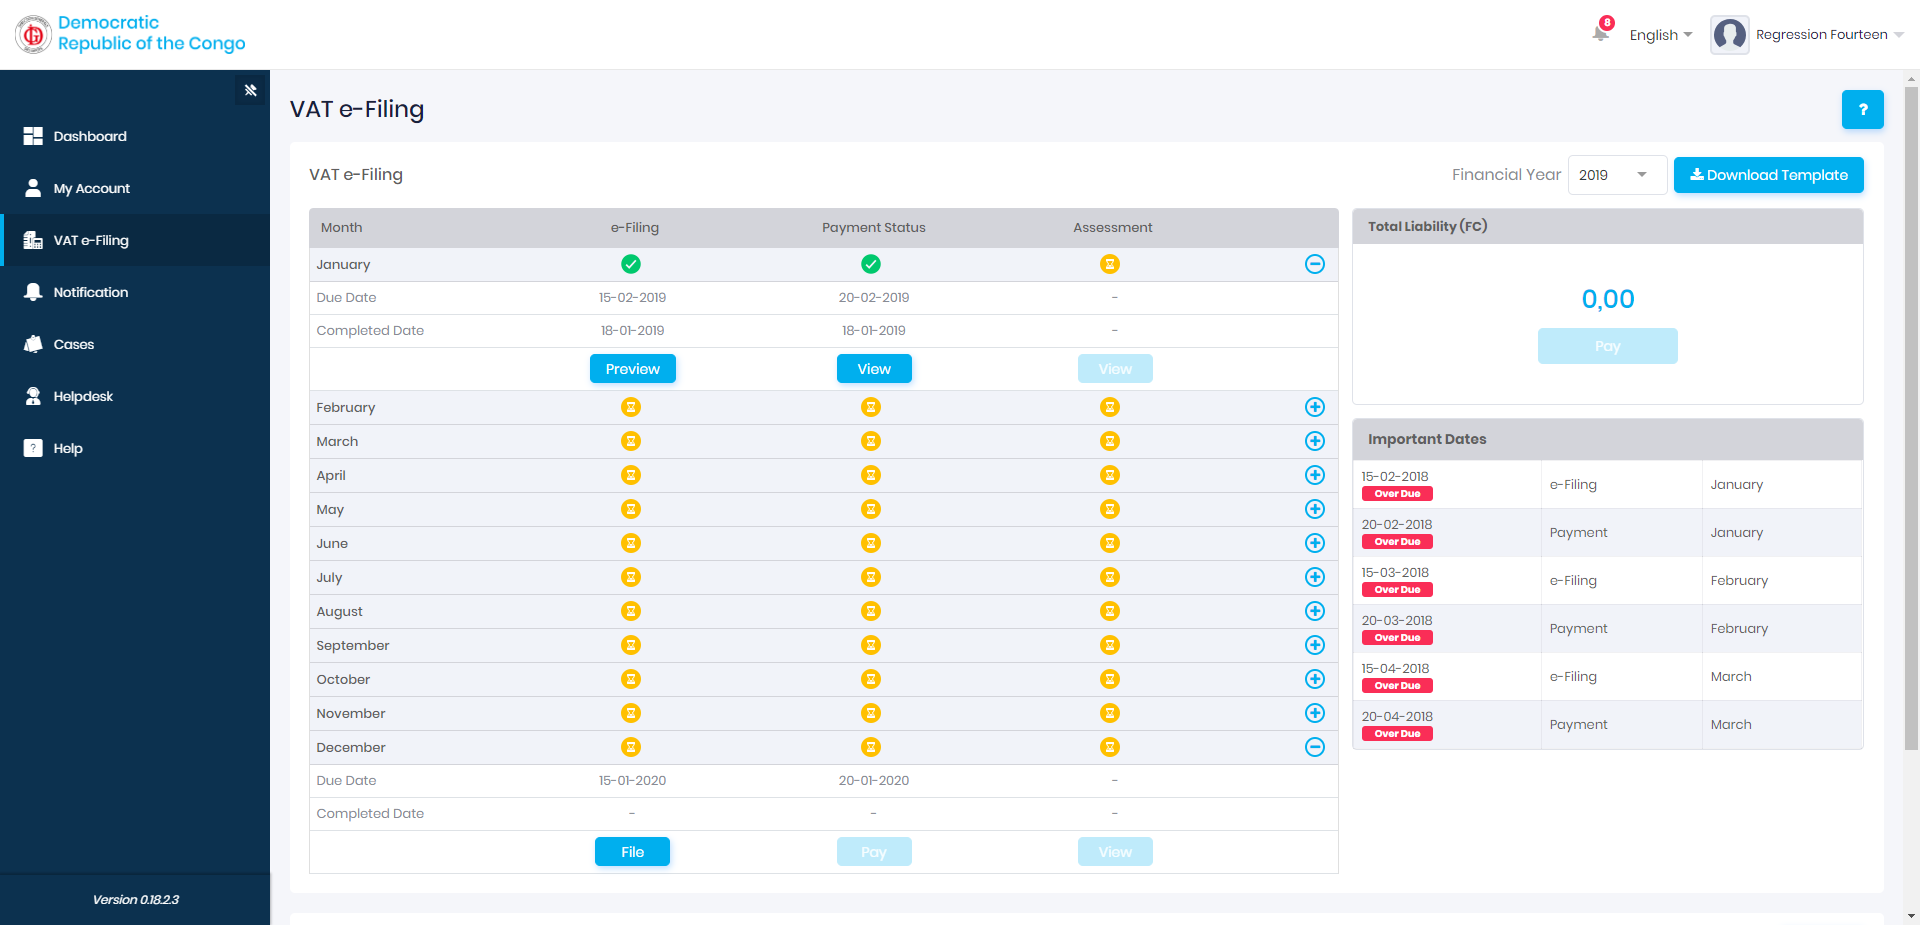 Democratic
Republic of the Congo
8
English
Regression Fourteen
Dashboard
My Account
VAT e-Filing
Notification
Cases
Helpdesk
? Help
Version 0.18.2.3
VAT e-Filing
?
VAT e-Filing
Financial Year 2019 Download Template
Month e-Filing Payment Status Assessment
January
Due Date 15-02-2019 20-02-2019 -
Completed Date 18-01-2019 18-01-2019 -
Preview View View
February
March
April
May
June
July
August
September
October
November
December
Due Date 15-01-2020 20-01-2020 -
Completed Date - - -
File Pay View
Total Liability (FC)
0,00
Pay
Important Dates
15-02-2018
Over Due
e-Filing January
20-02-2018
Over Due
Payment January
15-03-2018
Over Due
e-Filing February
20-03-2018
Over Due
Payment February
15-04-2018
Over Due
e-Filing March
20-04-2018
Over Due
Payment March